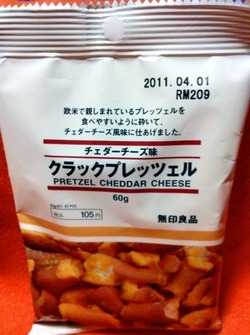 2011.04.01
RM209
欧米で親しまれているプレッツェルを
食べやすいように砕いて、
チェダーチーズ風味に仕あげました。
チェダーチーズ味
クラックプレッツェル
PRETZEL CHEDDAR CHEESE
60g
税込 105円
無印良品